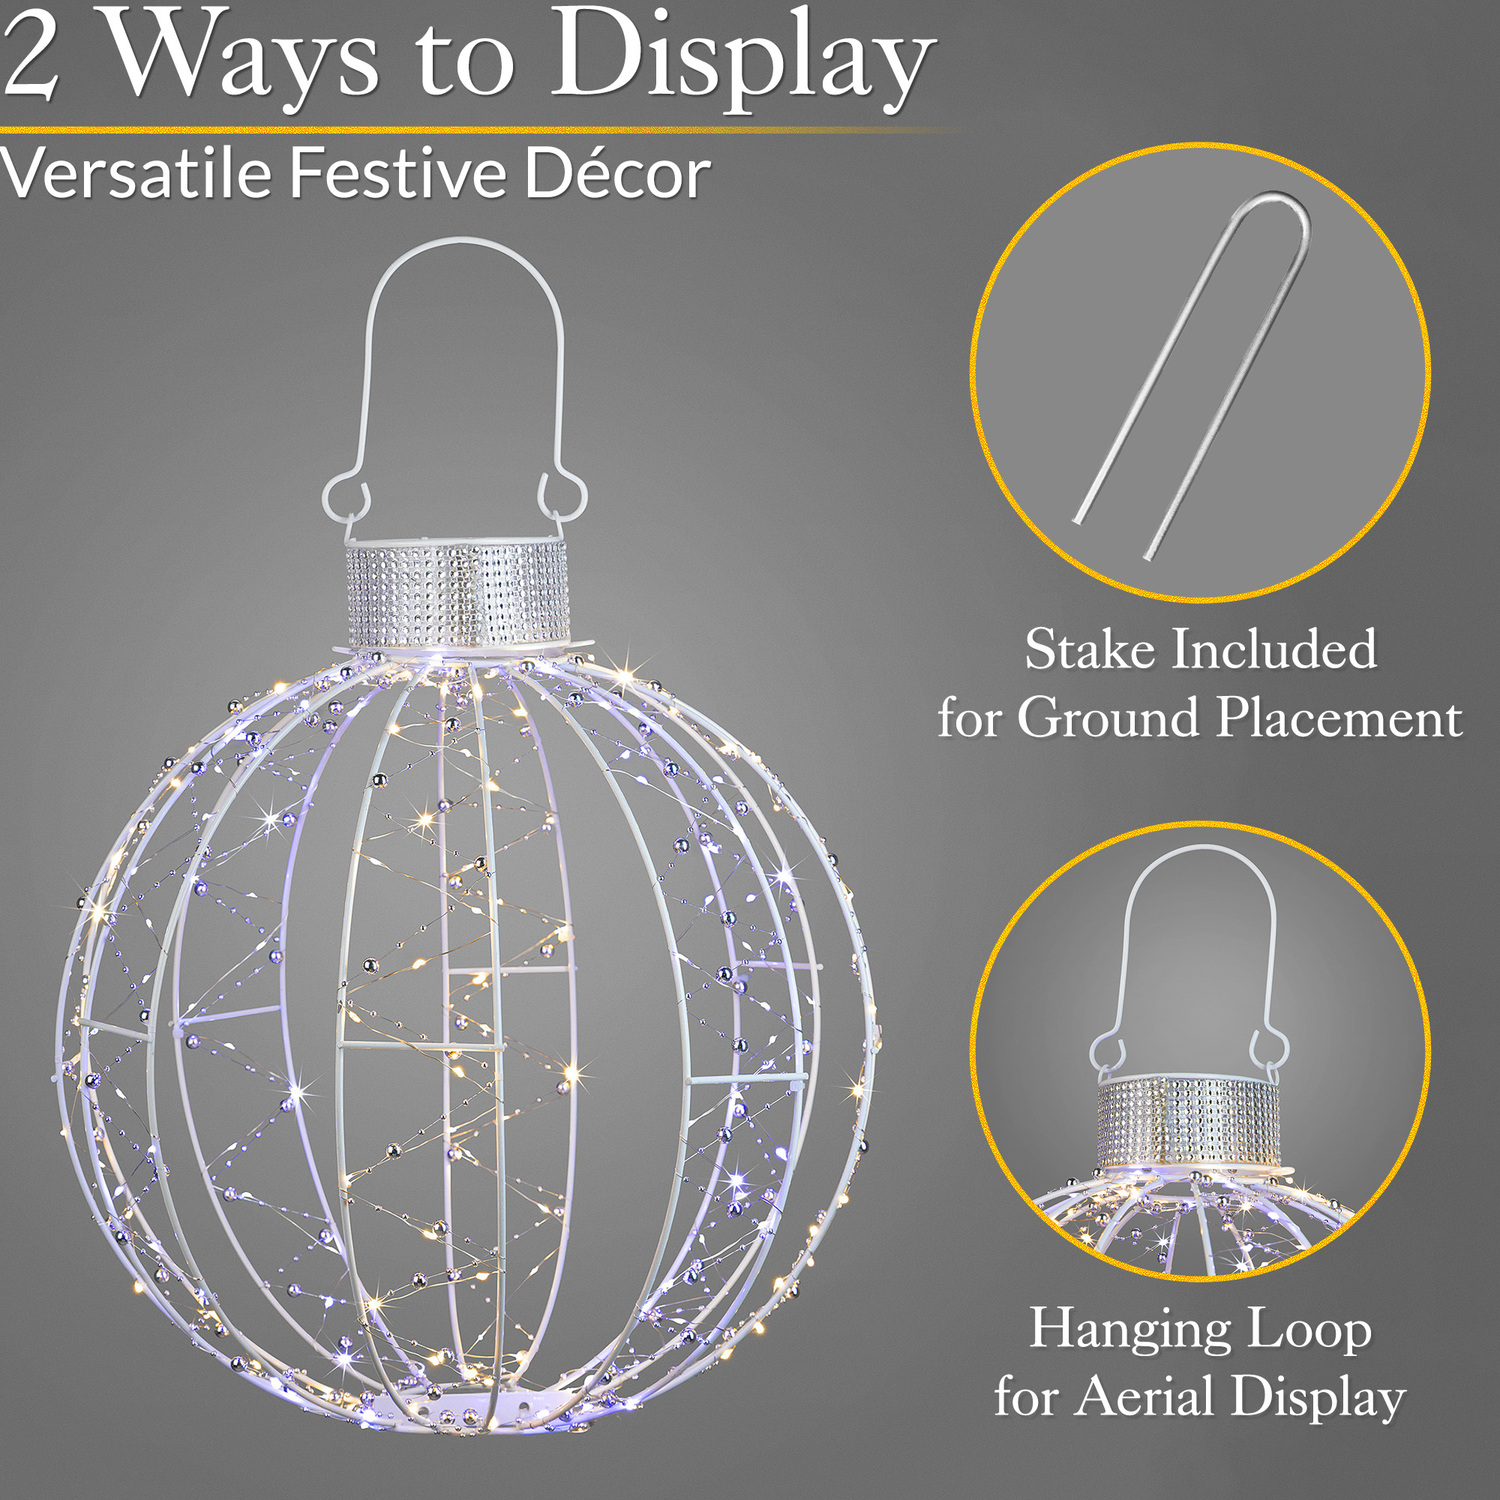 2 Ways to Display
Versatile Festive Décor
Stake Included
for Ground Placement
Hanging Loop
for Aerial Display